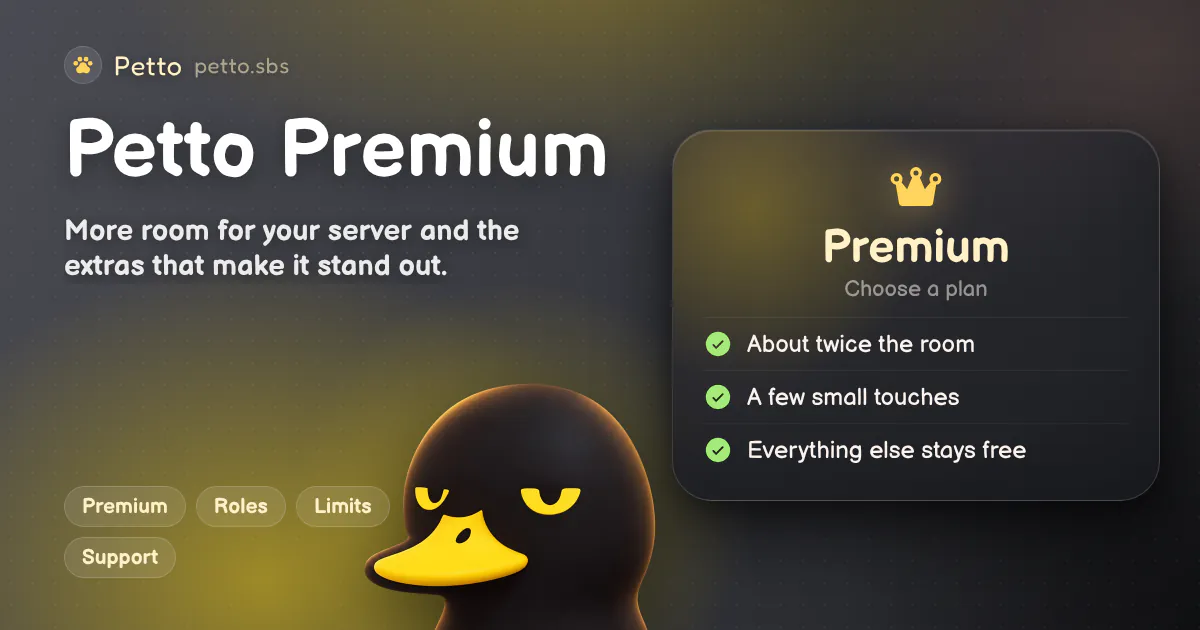 Petto petto.sbs
Petto Premium
More room for your server and the
extras that make it stand out.
Premium Roles Limits
Support
Premium
Choose a plan
About twice the room
A few small touches
Everything else stays free